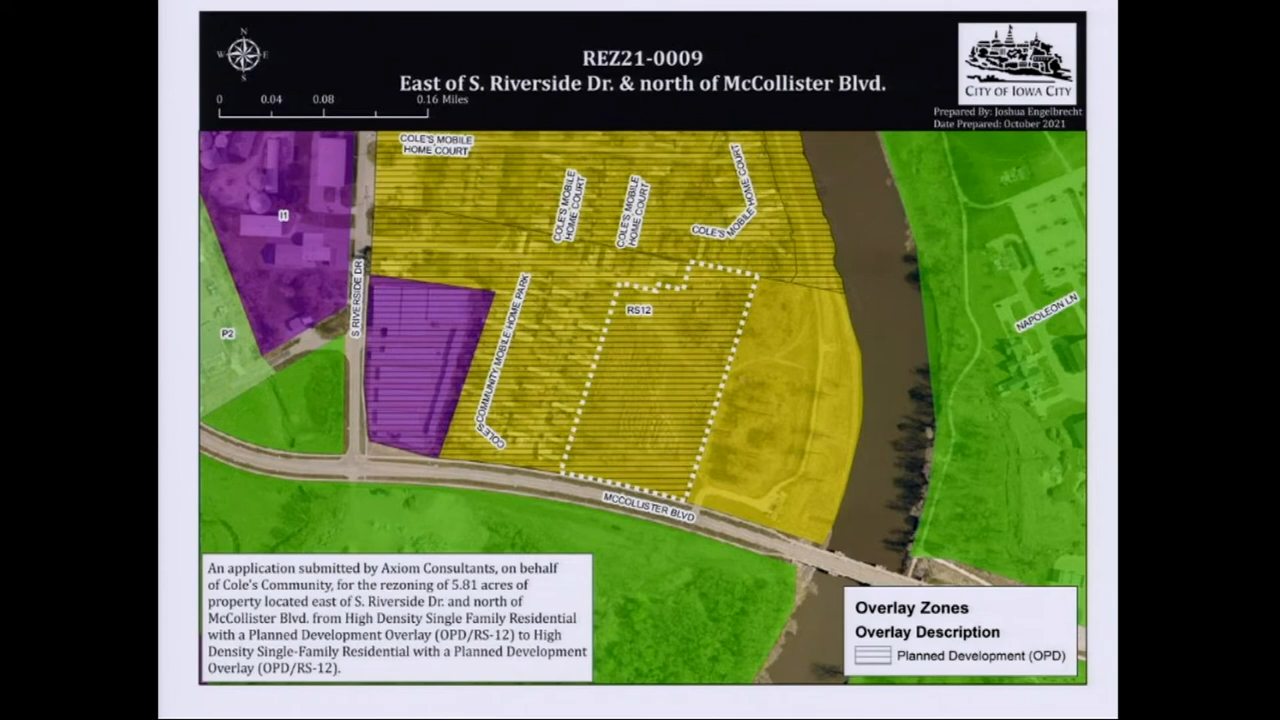 REZ21-0009
East of S. Riverside Dr. & north of McCollister Blvd.
N
W
E
S
0 0.04 0.08 0.16 Miles
CITY OF IOWA CITY
Prepared By: Joshua Engelbrecht
Date Prepared: October 2021
COLE'S MOBILE
HOME COURT
COLE'S MOBILE
HOME COURT
COLE'S MOBILE
HOME COURT
COLE'S MOBILE HOME COURT
I1
S RIVERSIDE DR
P2
COLE'S COMMUNITY MOBILE HOME PARK
RS12
NAPOLEON LN
MCCOLLISTER BLVD
An application submitted by Axiom Consultants, on behalf
of Cole's Community, for the rezoning of 5.81 acres of
property located east of S. Riverside Dr. and north of
McCollister Blvd. from High Density Single Family Residential
with a Planned Development Overlay (OPD/RS-12) to High
Density Single-Family Residential with a Planned Development
Overlay (OPD/RS-12).
Overlay Zones
Overlay Description
Planned Development (OPD)